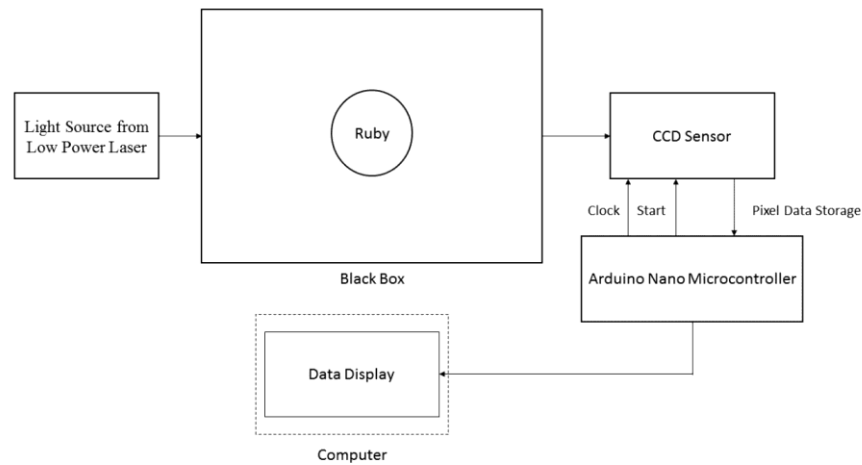 Light Source from
Low Power Laser
Ruby
CCD Sensor
Black Box
Clock
Start
Pixel Data Storage
Arduino Nano Microcontroller
Data Display
Computer